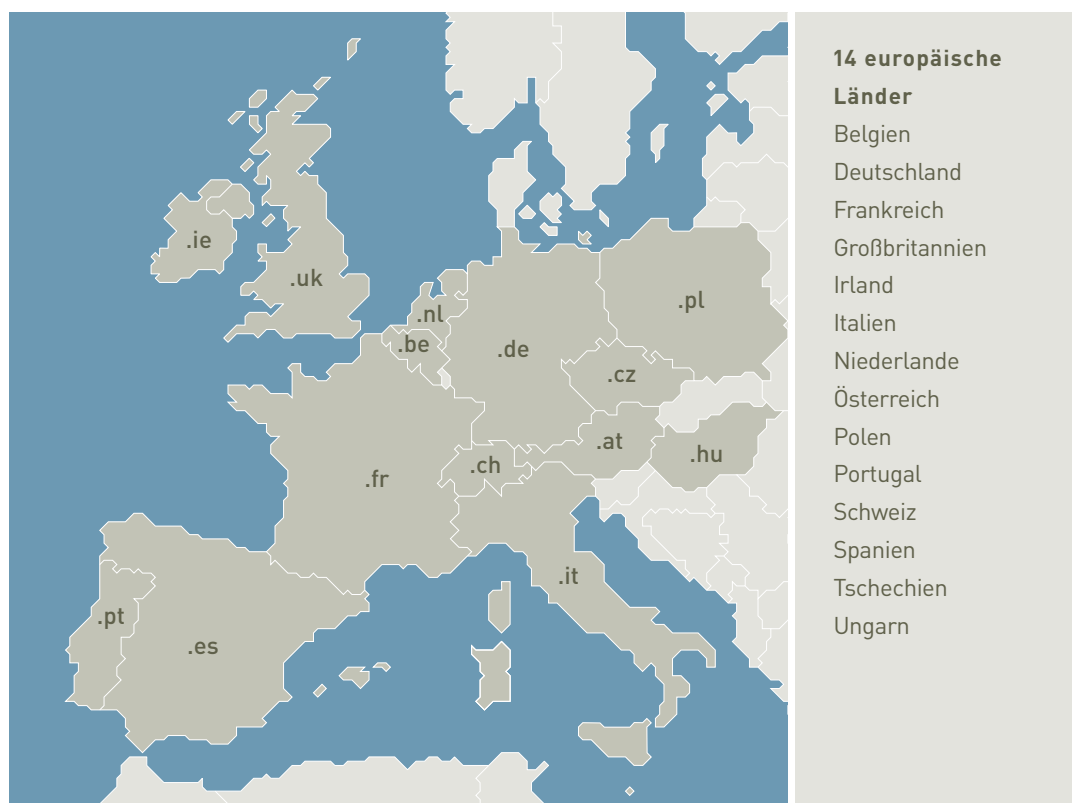 .ie
.uk
.nl
.be
.de
.pl
.cz
.at
.hu
.ch
.fr
.it
.pt
.es
14 europäische
Länder
Belgien
Deutschland
Frankreich
Großbritannien
Irland
Italien
Niederlande
Österreich
Polen
Portugal
Schweiz
Spanien
Tschechien
Ungarn